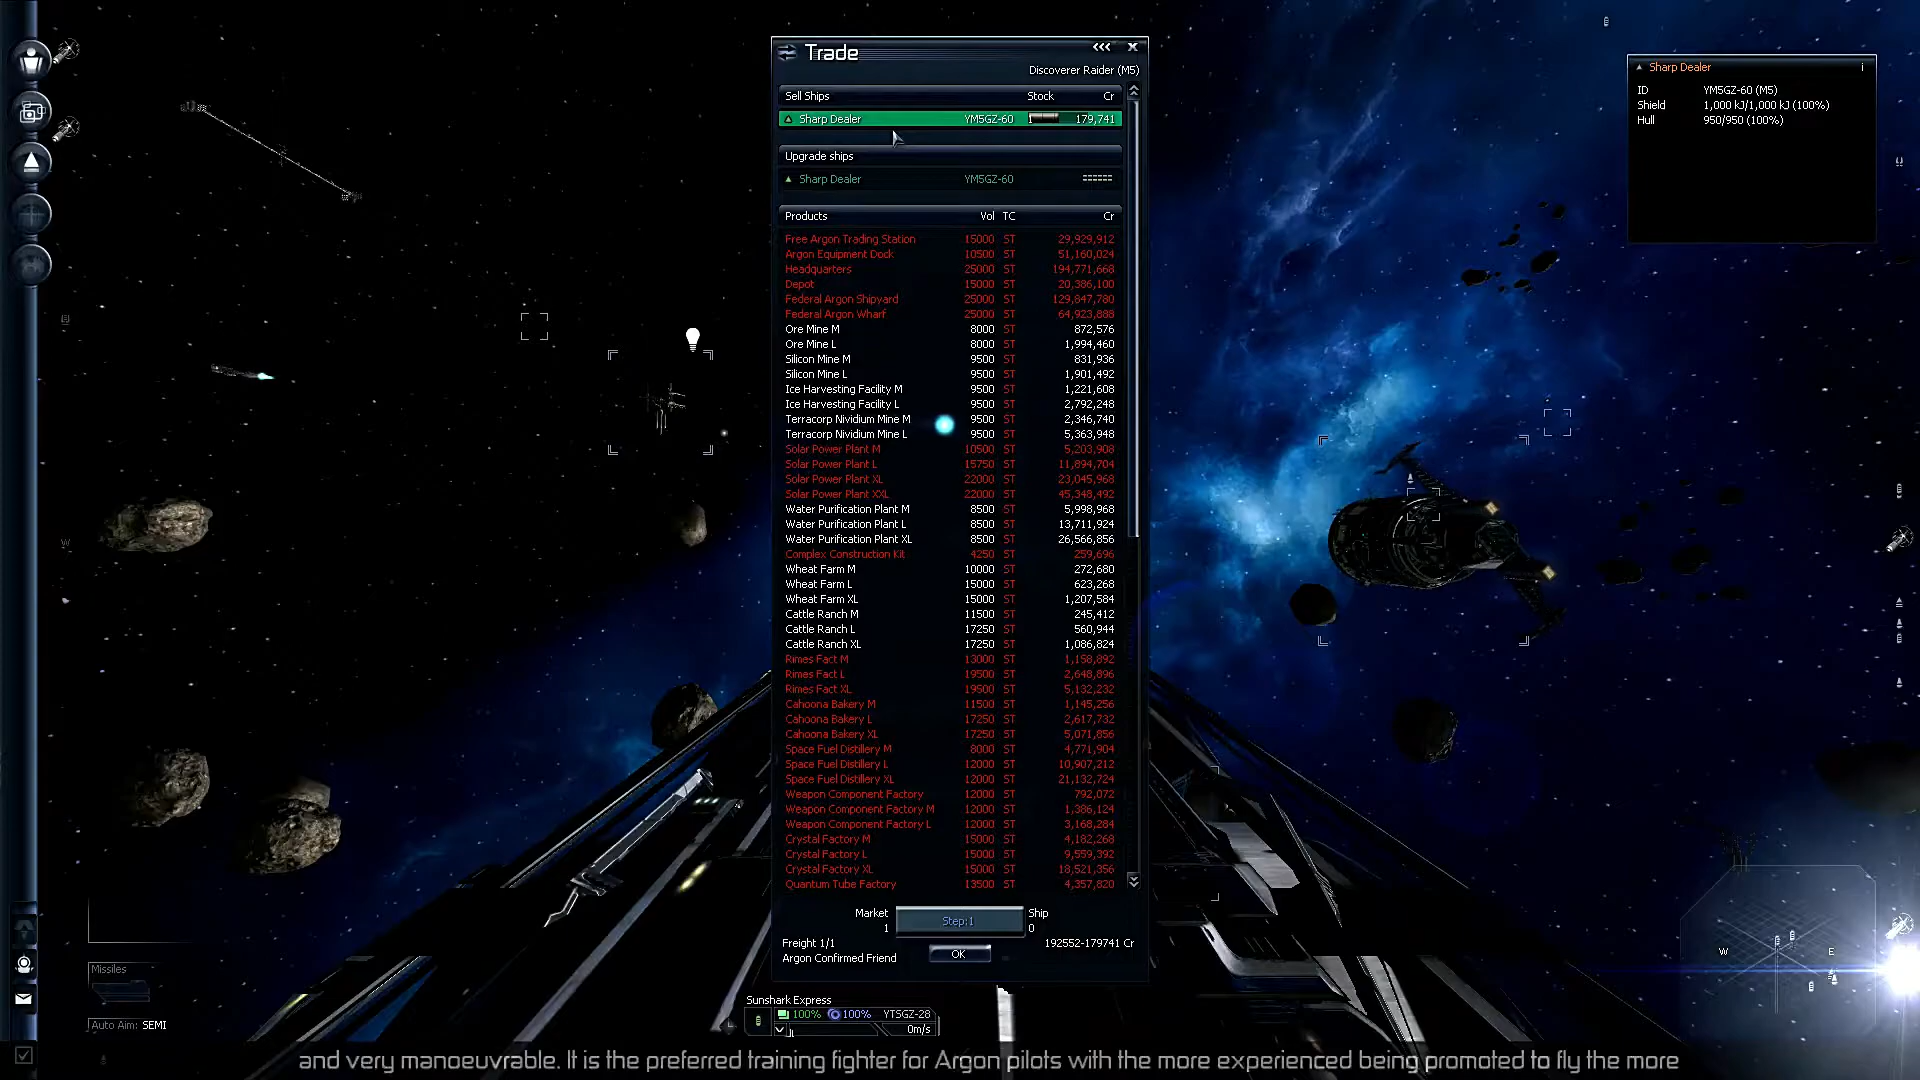 Trade
Discoverer Raider (M5)
Sell Ships Stock Cr
Sharp Dealer YM5GZ-60 1 179,741
Upgrade ships
Sharp Dealer YM5GZ-60
Products Vol TC Cr
Free Argon Trading Station 15000 ST 29,929,912
Argon Equipment Dock 10500 ST 51,160,024
Headquarters 25000 ST 194,771,668
Depot 15000 ST 20,386,100
Federal Argon Shipyard 25000 ST 129,847,780
Federal Argon Wharf 25000 ST 64,923,888
Ore Mine M 8000 ST 872,576
Ore Mine L 8000 ST 1,994,460
Silicon Mine M 9500 ST 831,936
Silicon Mine L 9500 ST 1,901,492
Ice Harvesting Facility M 9500 ST 1,221,608
Ice Harvesting Facility L 9500 ST 2,792,248
Terracorp Nividium Mine M 9500 ST 2,346,740
Terracorp Nividium Mine L 9500 ST 5,363,948
Solar Power Plant M 10500 ST 5,203,908
Solar Power Plant L 15750 ST 11,894,704
Solar Power Plant XL 22000 ST 23,045,968
Solar Power Plant XXL 22000 ST 45,348,492
Water Purification Plant M 8500 ST 5,998,968
Water Purification Plant L 8500 ST 13,711,924
Water Purification Plant XL 8500 ST 26,566,856
Complex Construction Kit 4250 ST 259,696
Wheat Farm M 10000 ST 272,680
Wheat Farm L 15000 ST 623,268
Wheat Farm XL 15000 ST 1,207,584
Cattle Ranch M 11500 ST 245,412
Cattle Ranch L 17250 ST 560,944
Cattle Ranch XL 17250 ST 1,086,824
Rimes Fact M 13000 ST 1,158,892
Rimes Fact L 19500 ST 2,648,896
Rimes Fact XL 19500 ST 5,132,232
Cahoona Bakery M 11500 ST 1,145,256
Cahoona Bakery L 17250 ST 2,617,732
Cahoona Bakery XL 17250 ST 5,071,856
Space Fuel Distillery M 8000 ST 4,771,904
Space Fuel Distillery L 12000 ST 10,907,212
Space Fuel Distillery XL 12000 ST 21,132,724
Weapon Component Factory 12000 ST 792,072
Weapon Component Factory M 12000 ST 1,386,124
Weapon Component Factory L 12000 ST 3,168,284
Crystal Factory M 15000 ST 4,182,268
Crystal Factory L 15000 ST 9,559,392
Crystal Factory XL 15000 ST 18,521,356
Quantum Tube Factory 13500 ST 4,357,820
Market Ship
1 Step:1 0
Freight 1/1 192552-179741 Cr
Argon Confirmed Friend OK
Sharp Dealer i
ID YM5GZ-60 (M5)
Shield 1,000 kJ/1,000 kJ (100%)
Hull 950/950 (100%)
W
W E
Missiles
Auto Aim: SEMI
Sunshark Express
100% 100% YTSGZ-28
0m/s
and very manoeuvrable. It is the preferred training fighter for Argon pilots with the more experienced being promoted to fly the more